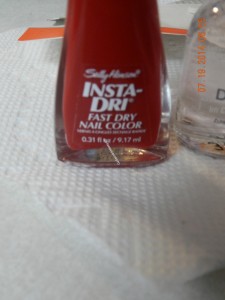 Sally Hansen®
INSTA-
DRI®
FAST DRY
NAIL COLOR
0.31 fl oz / 9.17 ml
D